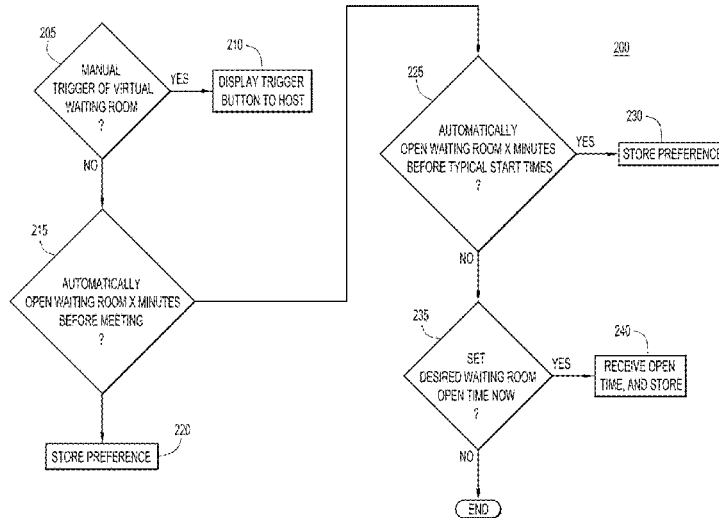 205
MANUAL
TRIGGER OF VIRTUAL
WAITING ROOM
?
YES
210
DISPLAY TRIGGER
BUTTON TO HOST
NO
215
AUTOMATICALLY
OPEN WAITING ROOM X MINUTES
BEFORE MEETING
?
220
STORE PREFERENCE
200
225
AUTOMATICALLY
OPEN WAITING ROOM X MINUTES
BEFORE TYPICAL START TIMES
?
YES
230
STORE PREFERENCE
NO
235
SET
DESIRED WAITING ROOM
OPEN TIME NOW
?
YES
240
RECEIVE OPEN
TIME, AND STORE
NO
END